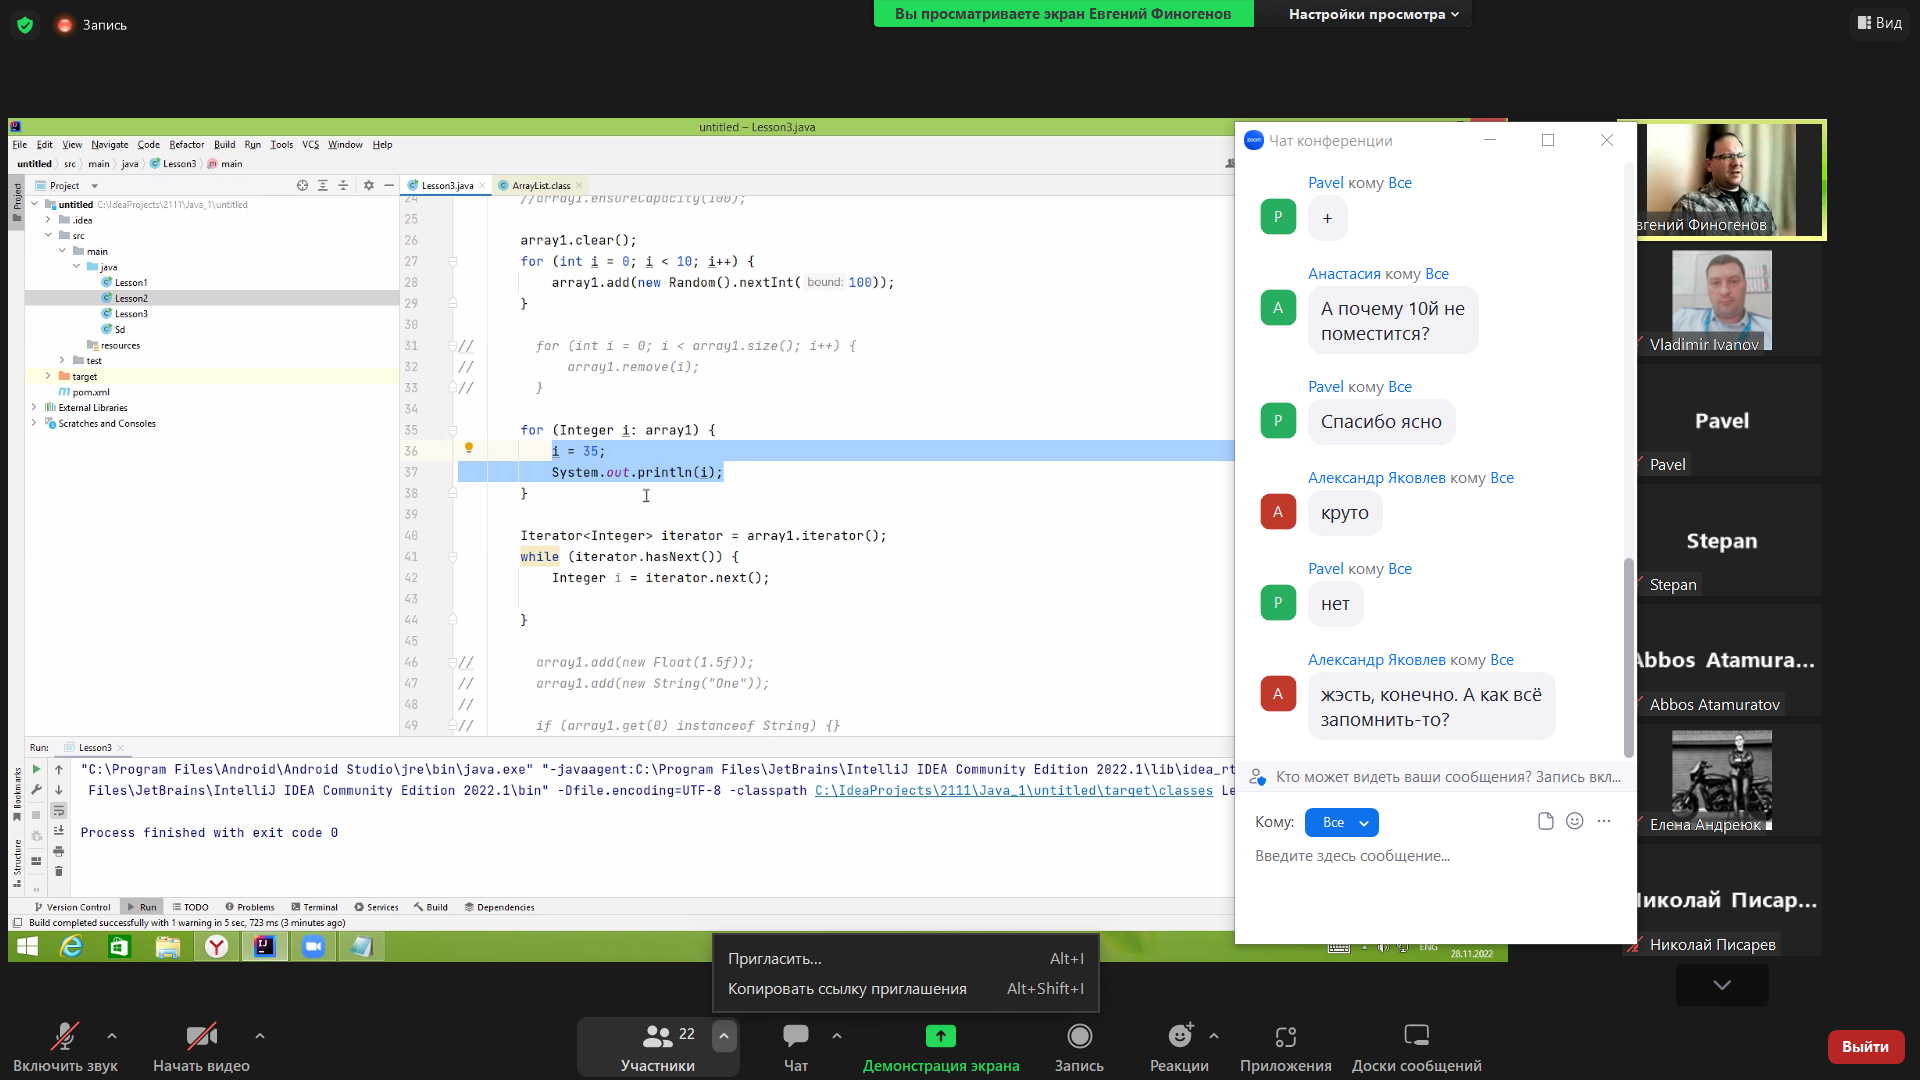 Запись
Вы просматриваете экран Евгений Финогенов
Настройки просмотра
Вид
untitled – Lesson3.java
File Edit View Navigate Code Refactor Build Run Tools VCS Window Help
untitled src main java Lesson3 main
Project
Project
Lesson3.java
ArrayList.class
untitled C:\IdeaProjects\2111\Java_1\untitled
.idea
src
main
java
Lesson1
Lesson2
Lesson3
Sd
resources
test
target
pom.xml
External Libraries
Scratches and Consoles
24 //array1.ensureCapacity(100);
25
26 array1.clear();
27 for (int i = 0; i < 10; i++) {
28 array1.add(new Random().nextInt( bound: 100));
29 }
30
31 // for (int i = 0; i < array1.size(); i++) {
32 // array1.remove(i);
33 // }
34
35 for (Integer i: array1) {
36 i = 35;
37 System.out.println(i);
38 }
39
40 Iterator<Integer> iterator = array1.iterator();
41 while (iterator.hasNext()) {
42 Integer i = iterator.next();
43
44 }
45
46 // array1.add(new Float(1.5f));
47 // array1.add(new String("One"));
48 //
49 // if (array1.get(0) instanceof String) {}
Run: Lesson3
"C:\Program Files\Android\Android Studio\jre\bin\java.exe" "-javaagent:C:\Program Files\JetBrains\IntelliJ IDEA Community Edition 2022.1\lib\idea_rt
Files\JetBrains\IntelliJ IDEA Community Edition 2022.1\bin" -Dfile.encoding=UTF-8 -classpath C:\IdeaProjects\2111\Java_1\untitled\target\classes Le
Process finished with exit code 0
Bookmarks
Structure
Version Control Run TODO Problems Terminal Services Build Dependencies
Build completed successfully with 1 warning in 5 sec, 723 ms (3 minutes ago)
ENG
28.11.2022
zoom
Чат конференции
Pavel кому Все
P
+
Анастасия кому Все
А
А почему 10й не
поместится?
Pavel кому Все
P
Спасибо ясно
Александр Яковлев кому Все
А
круто
Pavel кому Все
P
нет
Александр Яковлев кому Все
А
жэсть, конечно. А как всё
запомнить-то?
Кто может видеть ваши сообщения? Запись вкл...
Кому: Все
Введите здесь сообщение...
вгений Финогенов
Vladimir Ivanov
Pavel
Pavel
Stepan
Stepan
Abbos Atamura...
Abbos Atamuratov
Елена Андреюк
Николай Писар...
Николай Писарев
Пригласить... Alt+I
Копировать ссылку приглашения Alt+Shift+I
Включить звук
Начать видео
22
Участники
Чат
Демонстрация экрана
Запись
Реакции
Приложения
Доски сообщений
Выйти